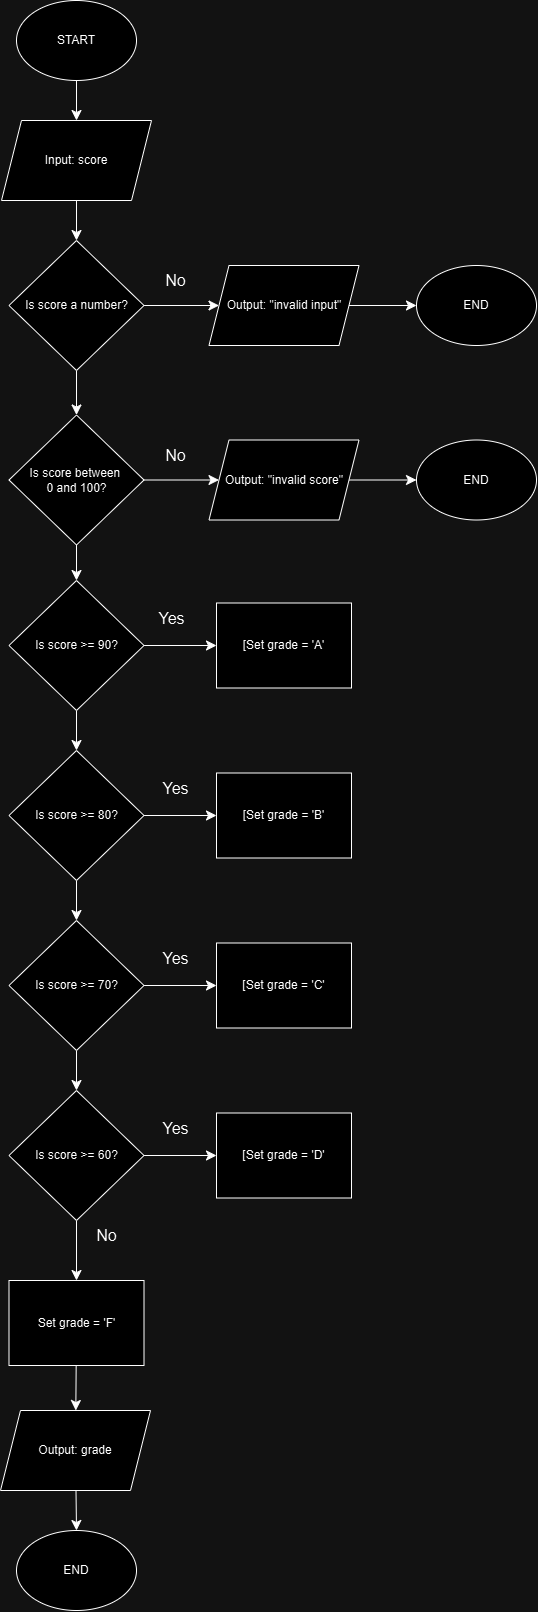 START
Input: score
Is score a number?
No
Output: "invalid input"
END
Is score between
0 and 100?
No
Output: "invalid score"
END
Is score >= 90?
Yes
[Set grade = 'A'
Is score >= 80?
Yes
[Set grade = 'B'
Is score >= 70?
Yes
[Set grade = 'C'
Is score >= 60?
Yes
[Set grade = 'D'
No
Set grade = 'F'
Output: grade
END